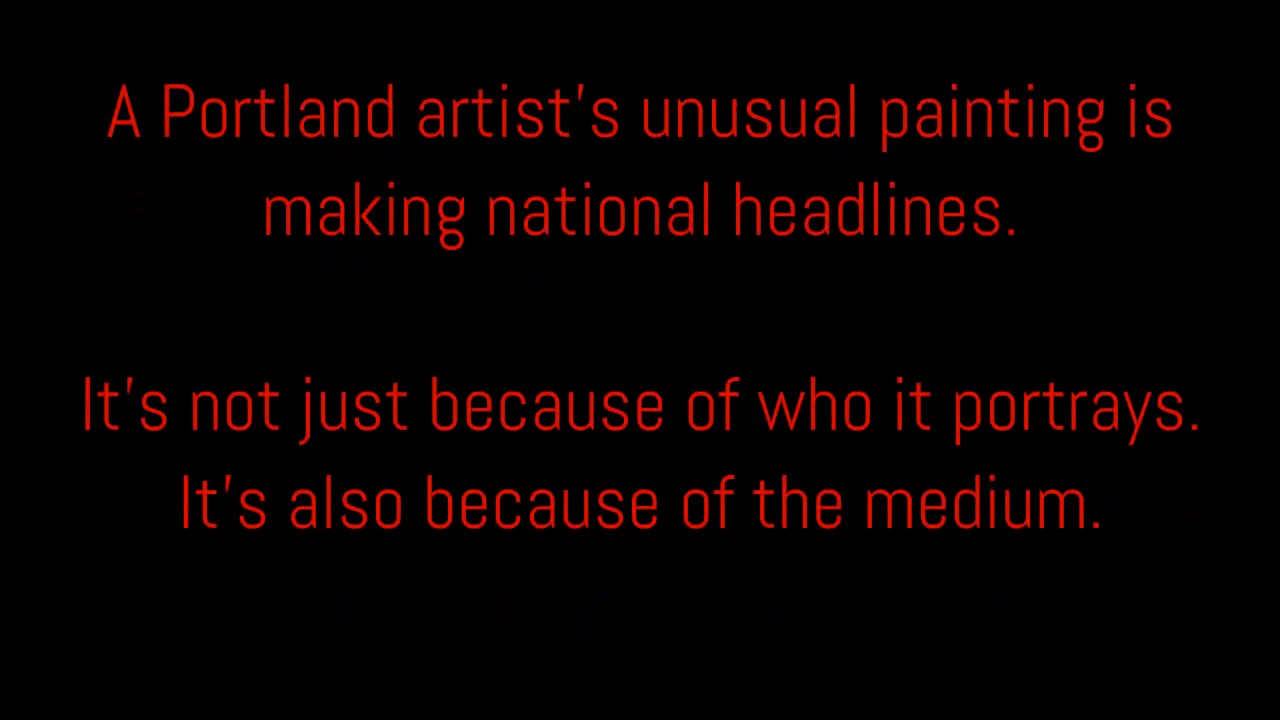 A Portland artist's unusual painting is
making national headlines.
It's not just because of who it portrays.
It's also because of the medium.